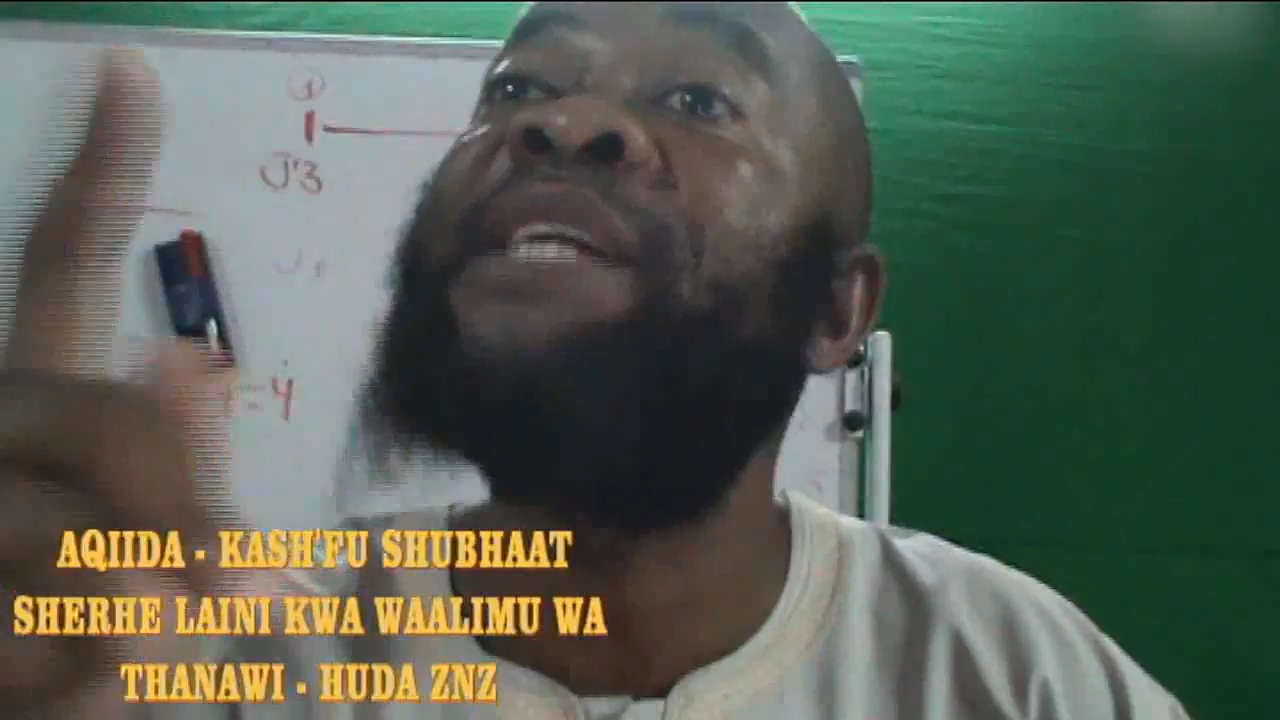 AQIIDA - KASH'FU SHUBHAAT
SHERHE LAINI KWA WAALIMU WA
THANAWI - HUDA ZNZ